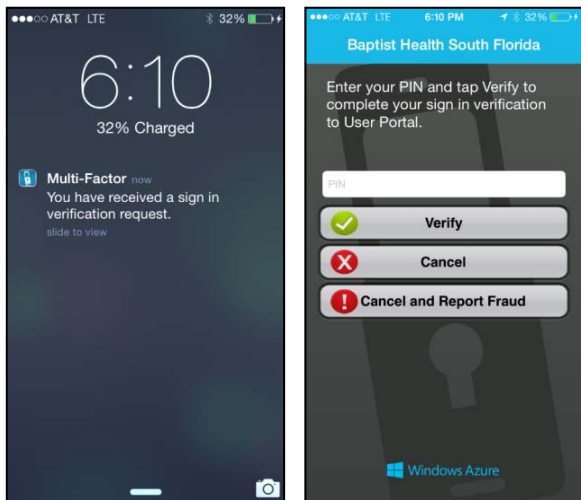 AT&T LTE
32%
6:10
32% Charged
Multi-Factor now
You have received a sign in
verification request.
slide to view
AT&T LTE 6:10 PM 32%
Baptist Health South Florida
Enter your PIN and tap Verify to
complete your sign in verification
to User Portal.
PIN
Verify
Cancel
Cancel and Report Fraud
Windows Azure